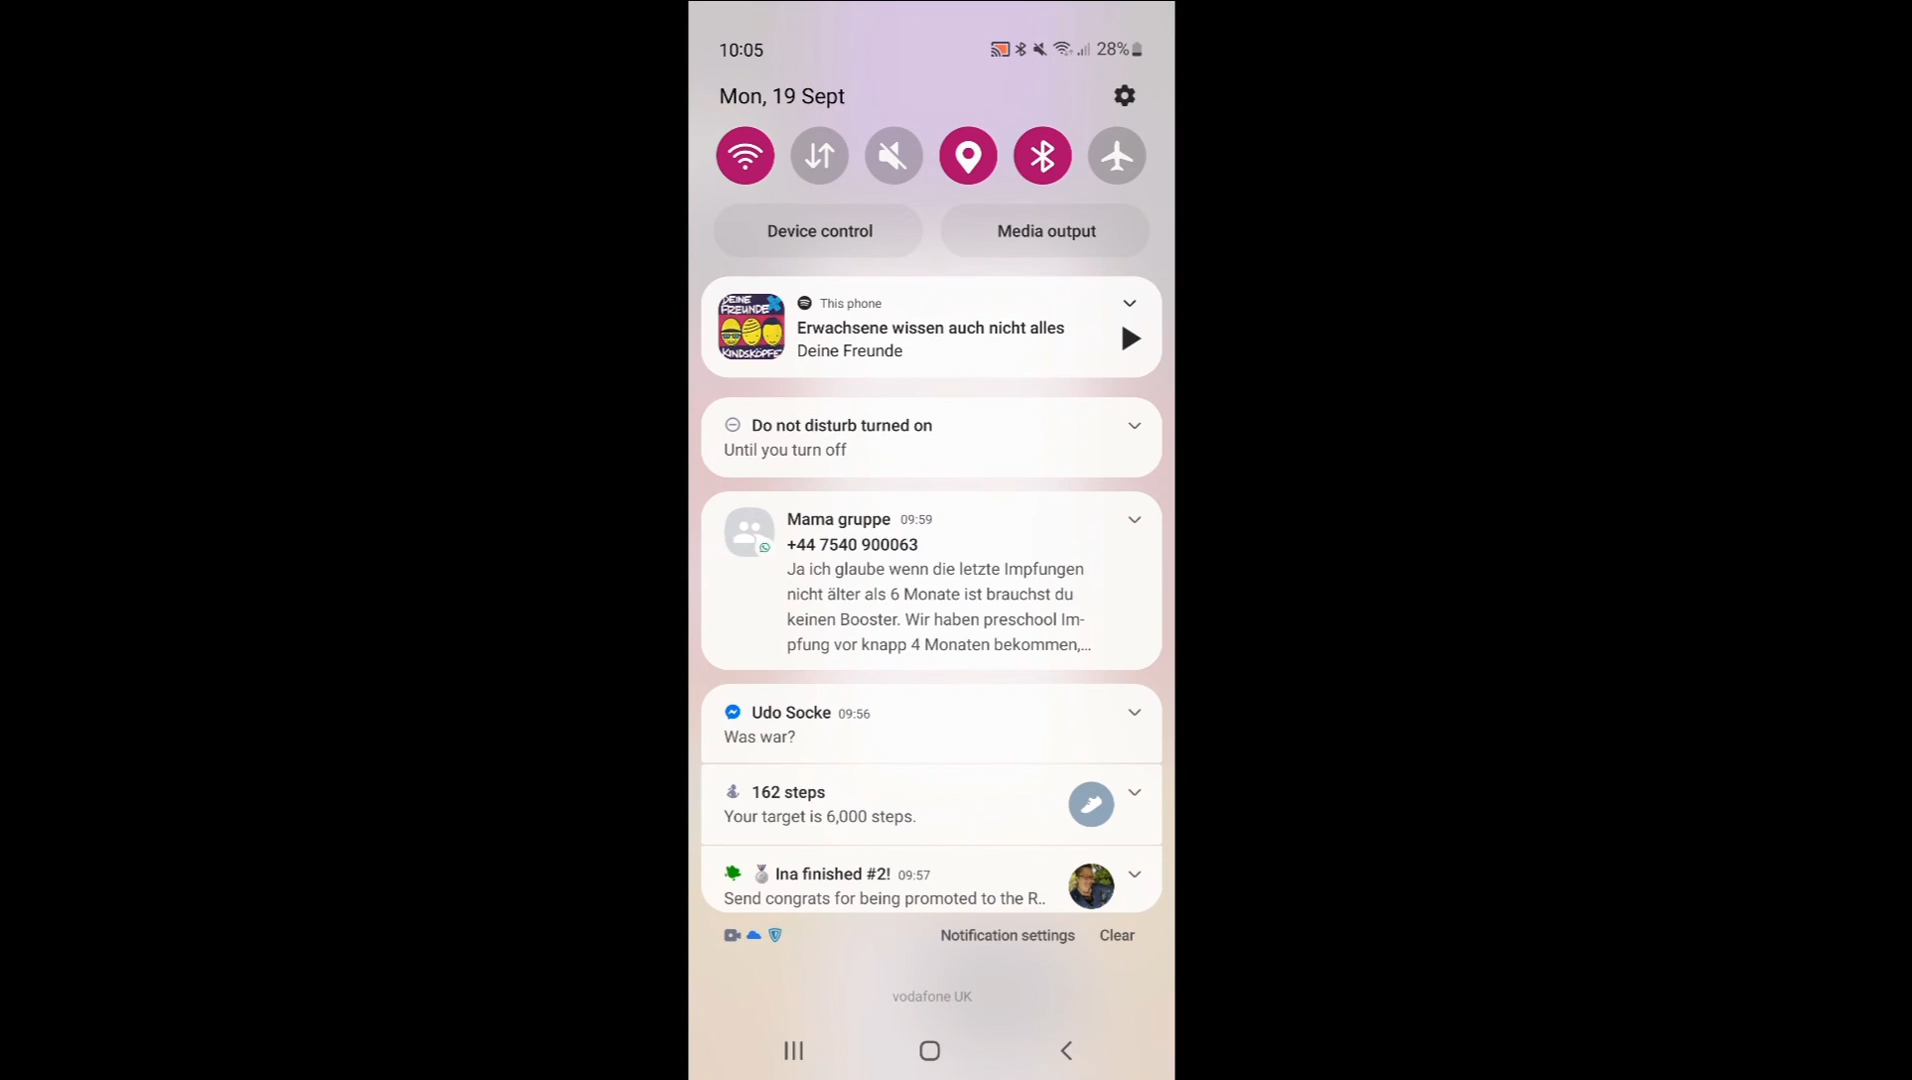 10:05
28%
Mon, 19 Sept
Device control
Media output
DEINE
FREUNDE
KINDSKÖPFE
This phone
Erwachsene wissen auch nicht alles
Deine Freunde
Do not disturb turned on
Until you turn off
Mama gruppe 09:59
+44 7540 900063
Ja ich glaube wenn die letzte Impfungen
nicht älter als 6 Monate ist brauchst du
keinen Booster. Wir haben preschool Im-
pfung vor knapp 4 Monaten bekommen,...
Udo Socke 09:56
Was war?
162 steps
Your target is 6,000 steps.
Ina finished #2! 09:57
Send congrats for being promoted to the R..
Notification settings
Clear
vodafone UK